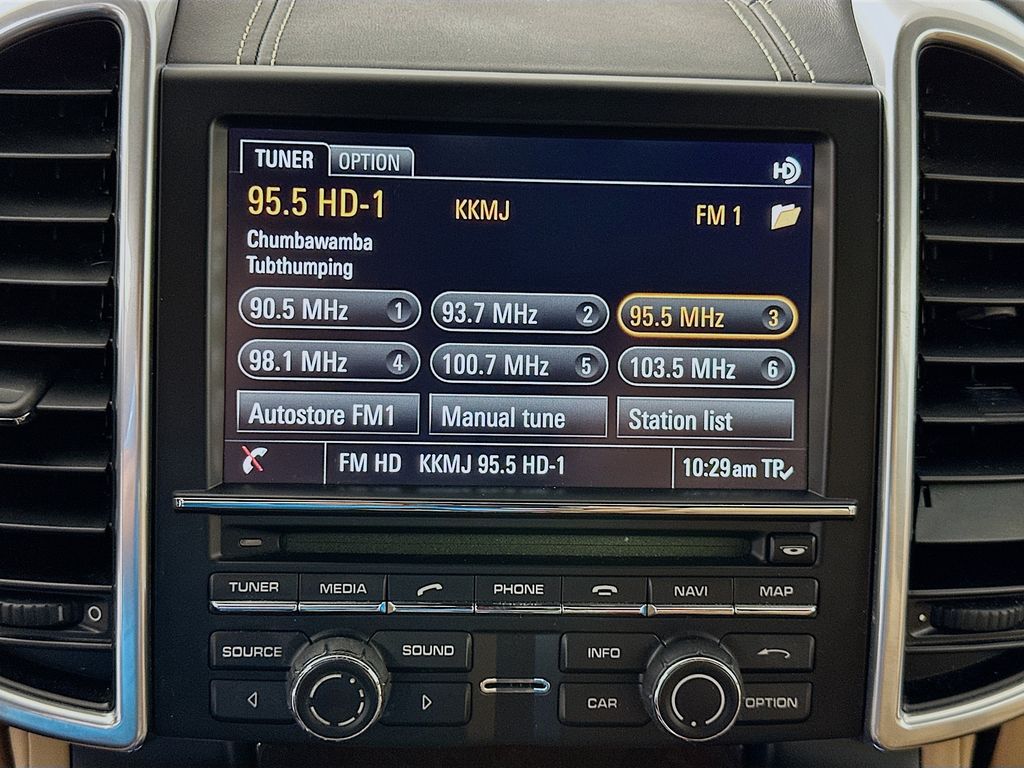 TUNER OPTION HD
95.5 HD-1 KKMJ FM 1
Chumbawamba
Tubthumping
90.5 MHz 1 93.7 MHz 2 95.5 MHz 3
98.1 MHz 4 100.7 MHz 5 103.5 MHz 6
Autostore FM1 Manual tune Station list
FM HD KKMJ 95.5 HD-1 10:29am TP
TUNER MEDIA PHONE NAVI MAP
SOURCE SOUND INFO
CAR OPTION